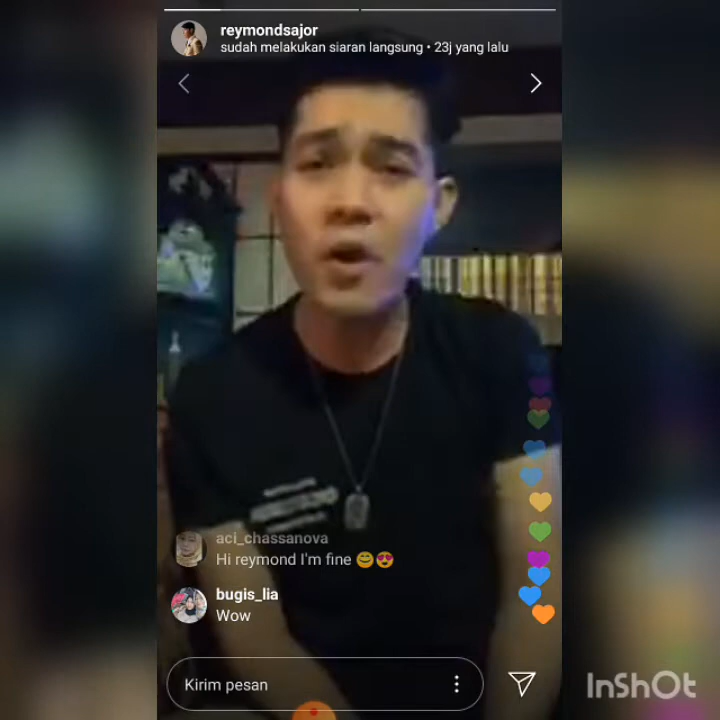 reymondsajor
sudah melakukan siaran langsung • 23j yang lalu
aci_chassanova
Hi reymond I'm fine 😊😍
bugis_lia
Wow
Kirim pesan
InShOt